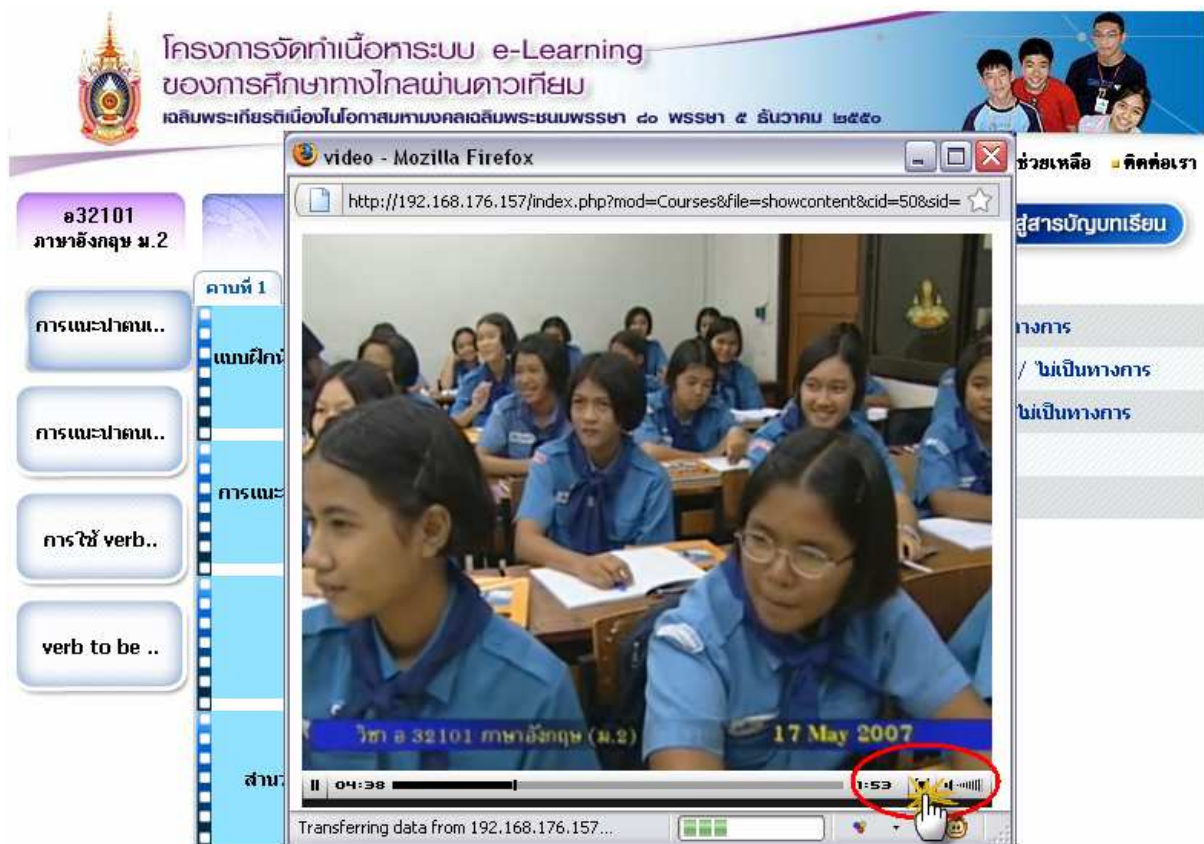 โครงการจัดทำเนื้อหาระบบ e-Learning
ของการศึกษาทางไกลผ่านดาวเทียม
เฉลิมพระเกียรติเนื่องในโอกาสมหามงคลเฉลิมพระชนมพรรษา ๘๐ พรรษา ๕ ธันวาคม ๒๕๕๐
video - Mozilla Firefox
ช่วยเหลือ ติดต่อเรา
http://192.168.176.157/index.php?mod=Courses&file=showcontent&cid=50&sid=
อ32101
ภาษาอังกฤษ ม.2
สู่สารบัญบทเรียน
คาบที่ 1
การแนะนำตนเ..
างการ
แบบฝึกหั
/ ไม่เป็นทางการ
ไม่เป็นทางการ
การแนะนำตนเ..
การแนะ
การใช้ verb..
verb to be ..
วิชา อ 32101 ภาษาอังกฤษ (ม.2) 17 May 2007
สำนว
04:38 1:53
Transferring data from 192.168.176.157...